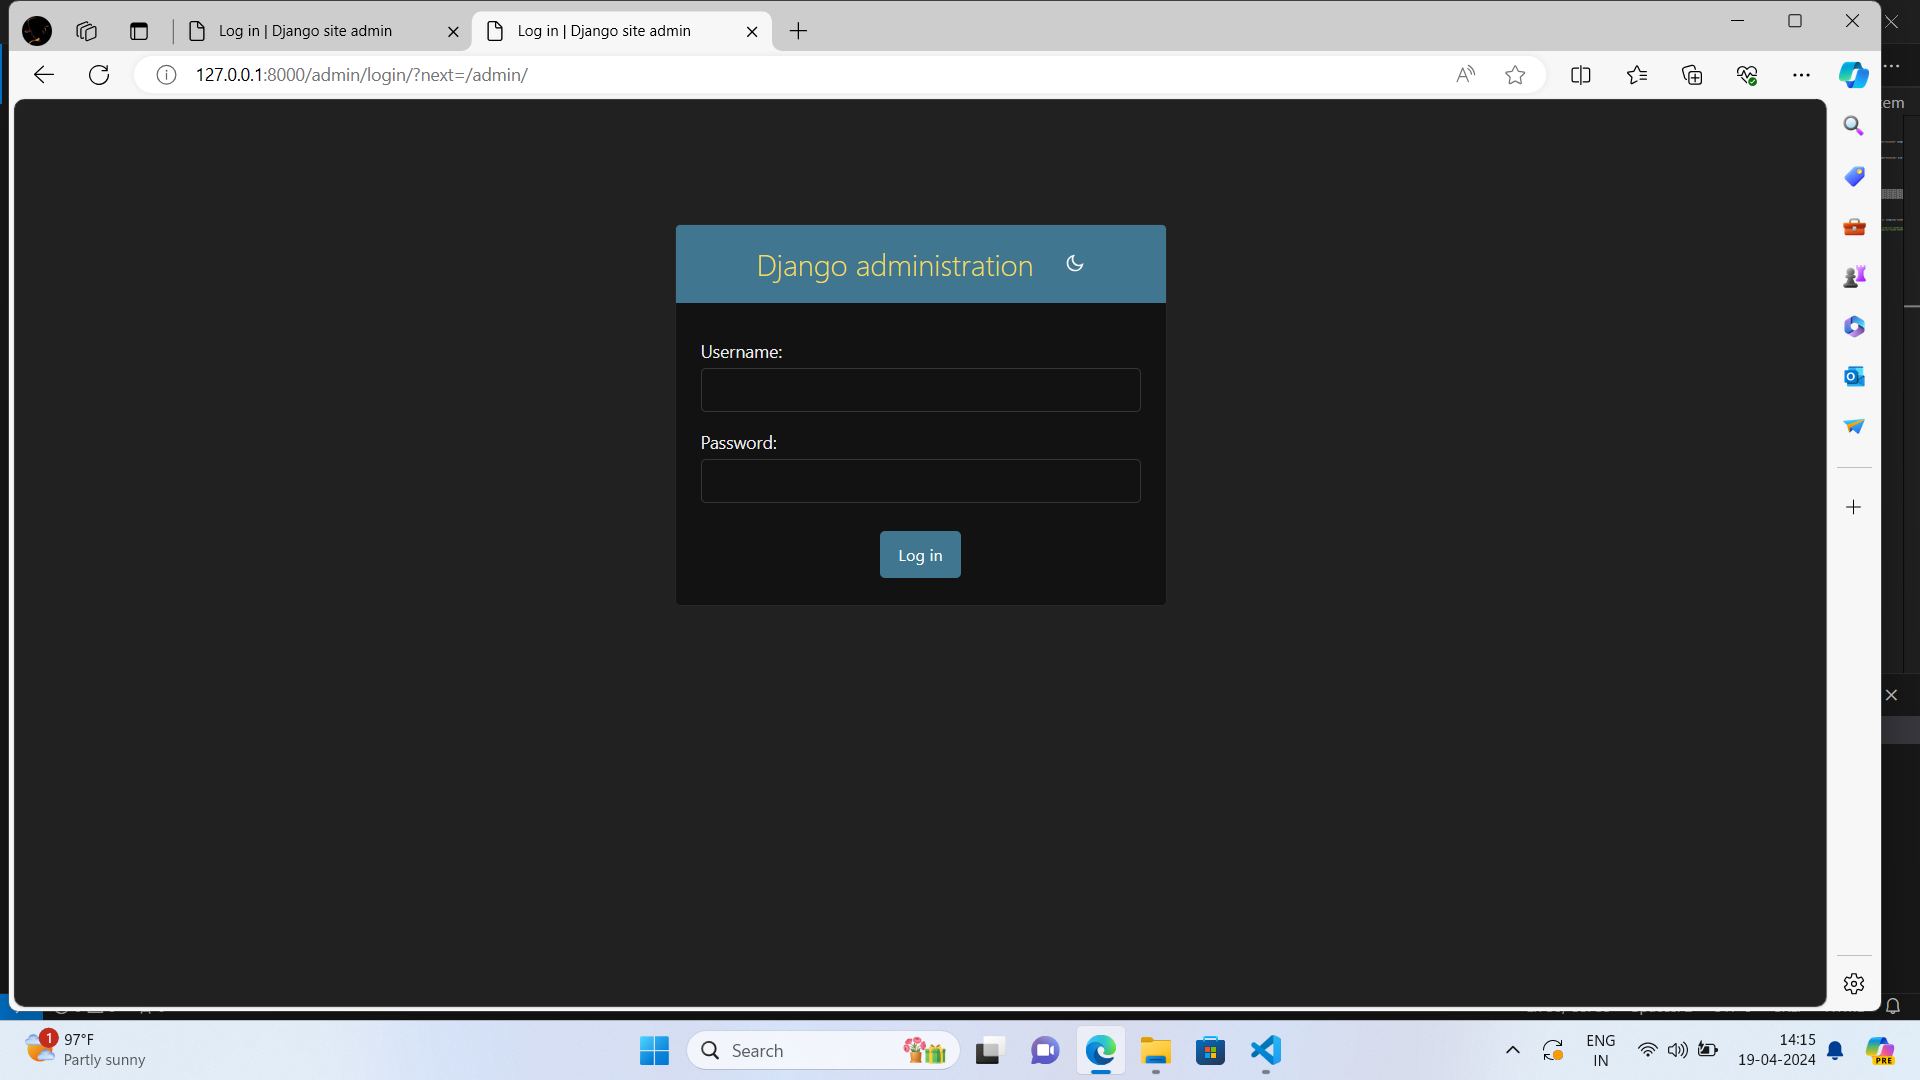 Log in | Django site admin
Log in | Django site admin
127.0.0.1:8000/admin/login/?next=/admin/
Django administration
Username:
Password:
Log in
97°F
Partly sunny
1
Search
ENG
IN
14:15
19-04-2024
PRE